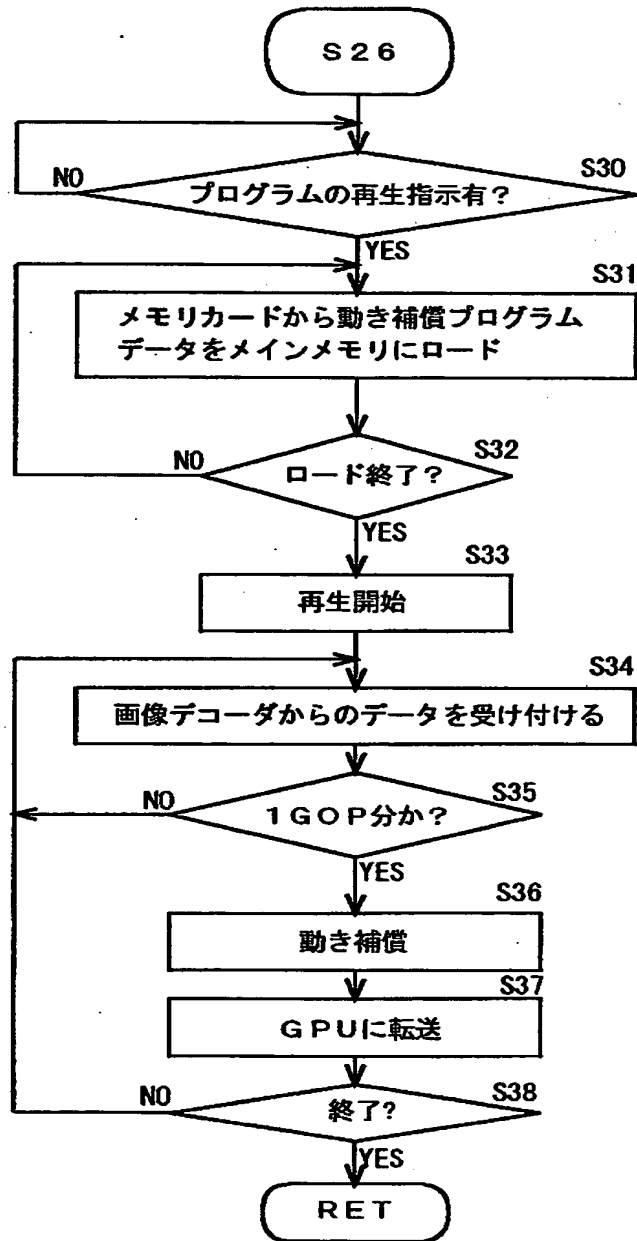 S26
S30
NO
プログラムの再生指示有?
YES
S31
メモリカードから動き補償プログラム
データをメインメモリにロード
S32
NO
ロード終了?
YES
S33
再生開始
S34
画像デコーダからのデータを受け付ける
S35
NO
1GOP分か?
YES
S36
動き補償
S37
GPUに転送
S38
NO
終了?
YES
RET